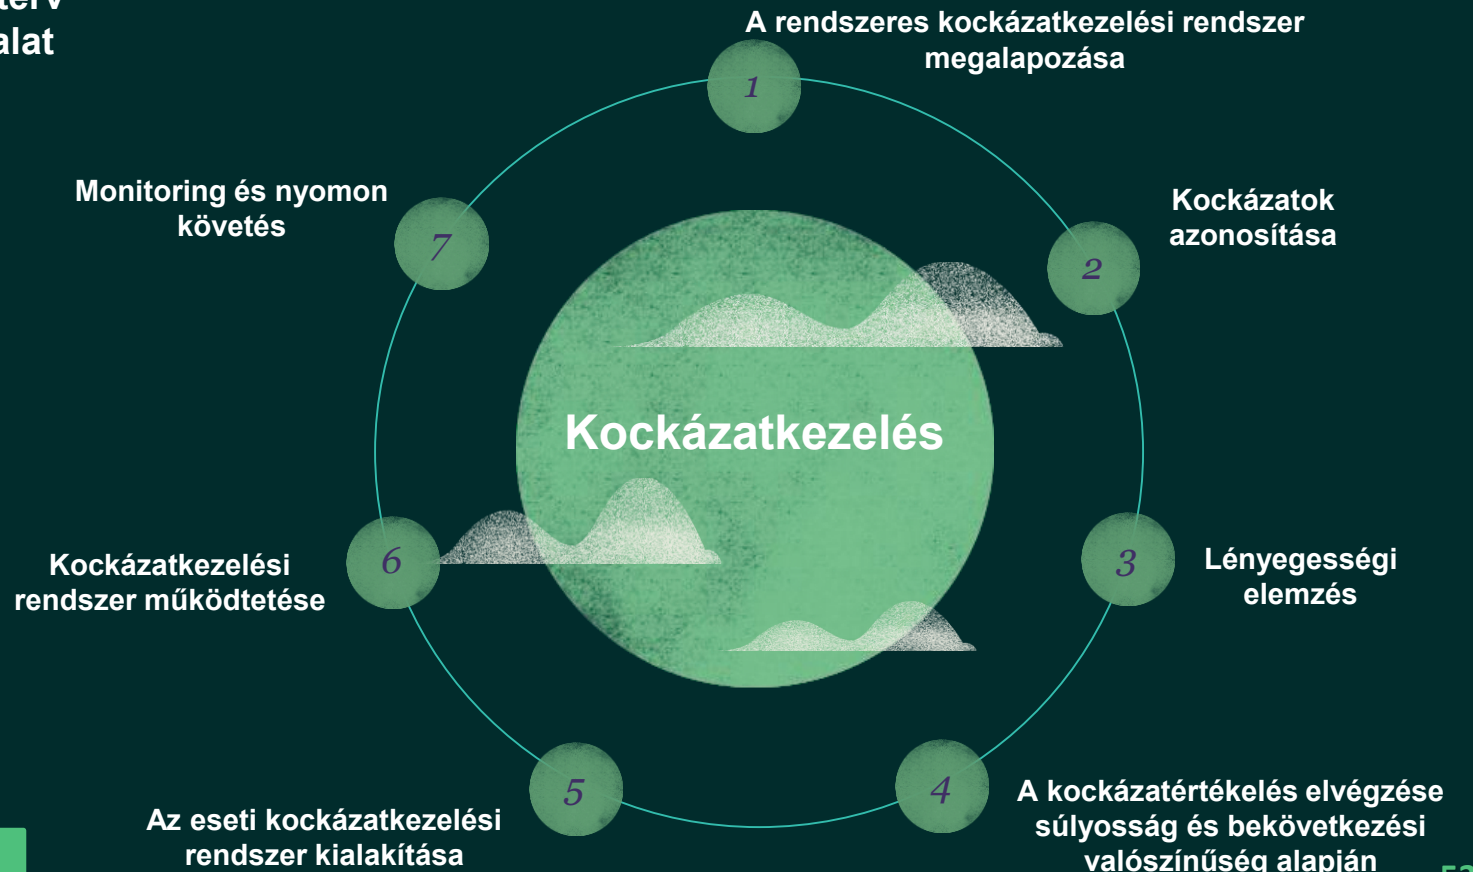 alat
A rendszeres kockázatkezelési rendszer
megalapozása
1
Kockázatok
azonosítása
2
Lényegességi
elemzés
3
A kockázatértékelés elvégzése
súlyosság és bekövetkezési
valószínűség alapján
4
Az eseti kockázatkezelési
rendszer kialakítása
5
Kockázatkezelési
rendszer működtetése
6
Monitoring és nyomon
követés
7
Kockázatkezelés